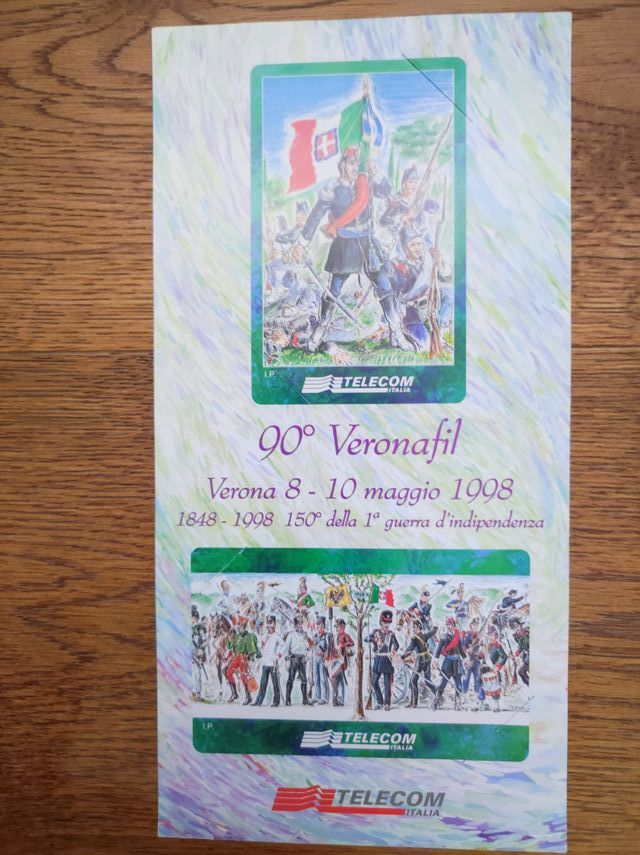 I.P.
TELECOM
ITALIA
90° Veronafil
Verona 8 - 10 maggio 1998
1848 - 1998 150° della 1ª guerra d'indipendenza
I.P.
TELECOM
ITALIA
TELECOM
ITALIA